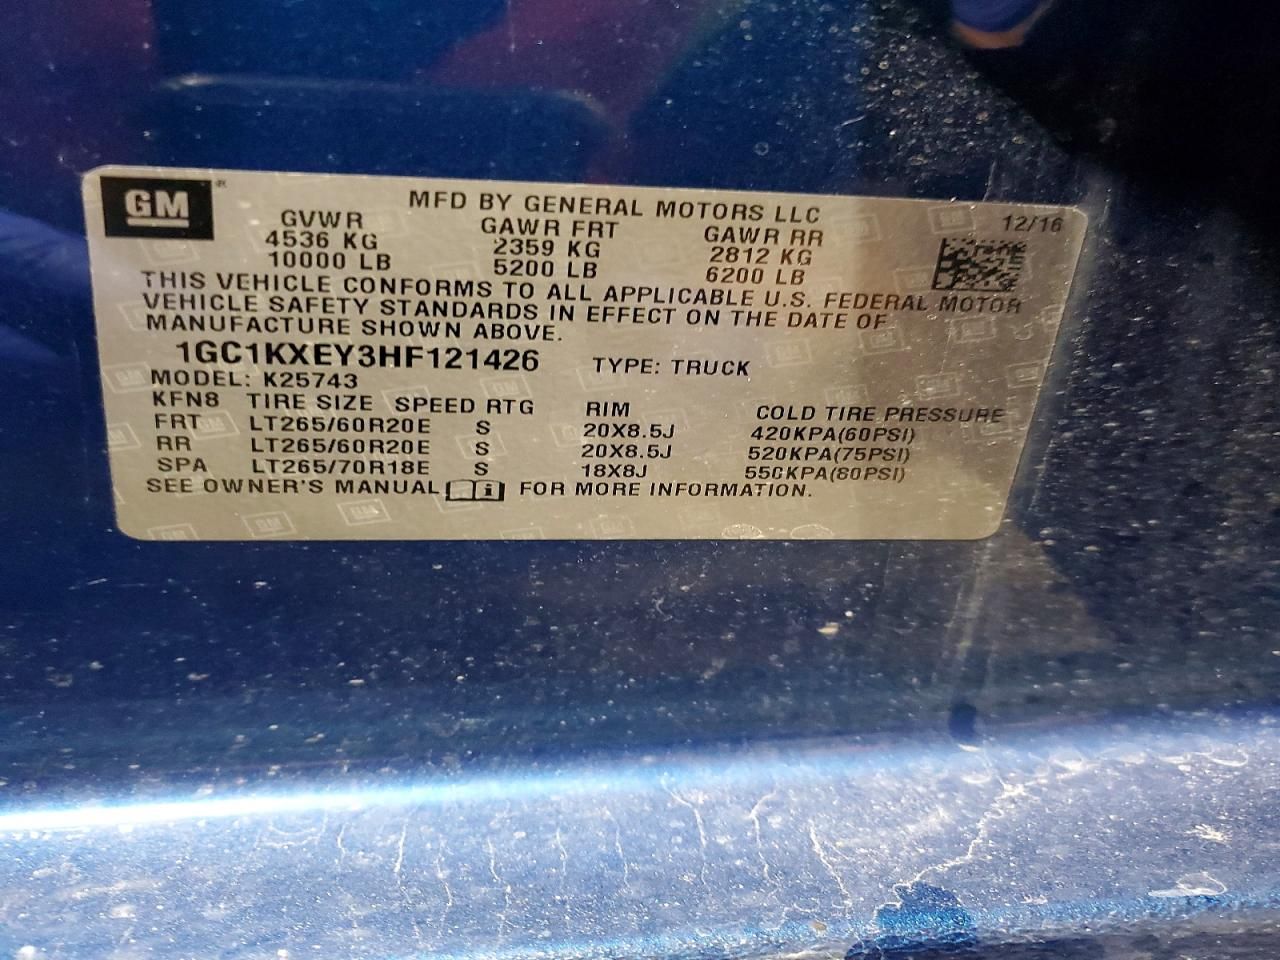 GM
MFD BY GENERAL MOTORS LLC
12/16
GVWR GAWR FRT GAWR RR
4536 KG 2359 KG 2812 KG
10000 LB 5200 LB 6200 LB
THIS VEHICLE CONFORMS TO ALL APPLICABLE U.S. FEDERAL MOTOR
VEHICLE SAFETY STANDARDS IN EFFECT ON THE DATE OF
MANUFACTURE SHOWN ABOVE.
1GC1KXEY3HF121426 TYPE: TRUCK
MODEL: K25743
KFN8 TIRE SIZE SPEED RTG RIM COLD TIRE PRESSURE
FRT LT265/60R20E S 20X8.5J 420KPA(60PSI)
RR LT265/60R20E S 20X8.5J 520KPA(75PSI)
SPA LT265/70R18E S 18X8J 550KPA(80PSI)
SEE OWNER'S MANUAL i FOR MORE INFORMATION.